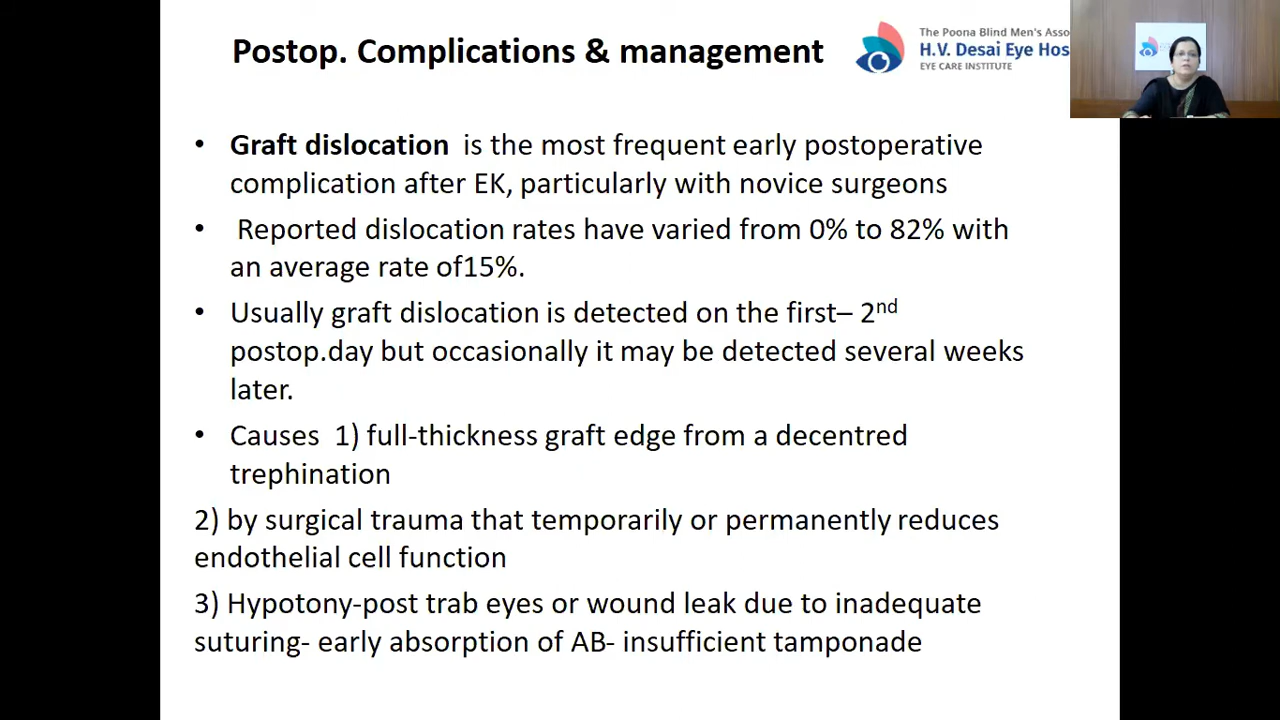 Postop. Complications & management
The Poona Blind Men's Asso
H.V. Desai Eye Hos
EYE CARE INSTITUTE
• Graft dislocation is the most frequent early postoperative
complication after EK, particularly with novice surgeons
• Reported dislocation rates have varied from 0% to 82% with
an average rate of15%.
• Usually graft dislocation is detected on the first– 2nd
postop.day but occasionally it may be detected several weeks
later.
• Causes 1) full-thickness graft edge from a decentred
trephination
2) by surgical trauma that temporarily or permanently reduces
endothelial cell function
3) Hypotony-post trab eyes or wound leak due to inadequate
suturing- early absorption of AB- insufficient tamponade